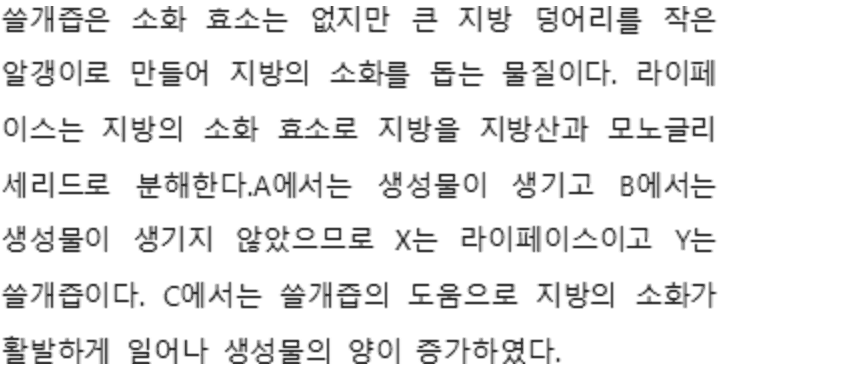 쓸개즙은 소화 효소는 없지만 큰 지방 덩어리를 작은
알갱이로 만들어 지방의 소화를 돕는 물질이다. 라이페
이스는 지방의 소화 효소로 지방을 지방산과 모노글리
세리드로 분해한다.A에서는 생성물이 생기고 B에서는
생성물이 생기지 않았으므로 X는 라이페이스이고 Y는
쓸개즙이다. C에서는 쓸개즙의 도움으로 지방의 소화가
활발하게 일어나 생성물의 양이 증가하였다.